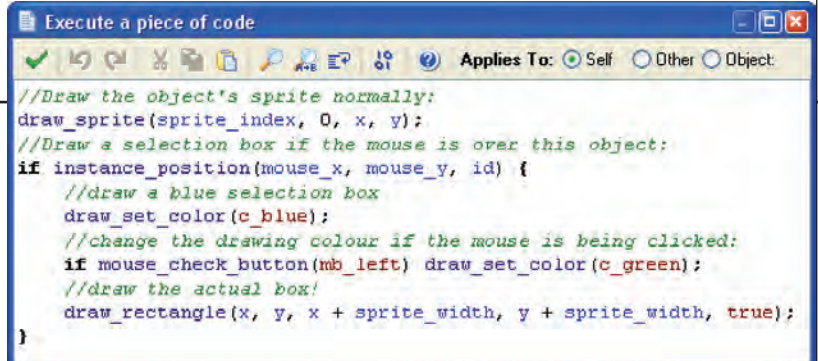 Execute a piece of code
Applies To: Self Other Object:
//Draw the object's sprite normally:
draw_sprite(sprite_index, 0, x, y);
//Draw a selection box if the mouse is over this object:
if instance_position(mouse_x, mouse_y, id) {
//draw a blue selection box
draw_set_color(c_blue);
//change the drawing colour if the mouse is being clicked:
if mouse_check_button(mb_left) draw_set_color(c_green);
//draw the actual box!
draw_rectangle(x, y, x + sprite_width, y + sprite_width, true);
}